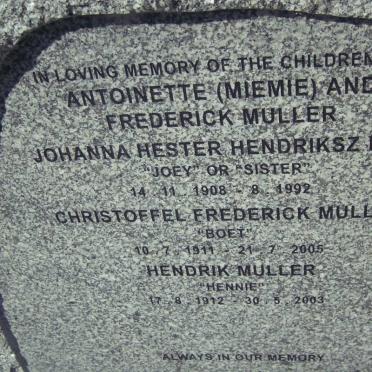 IN LOVING MEMORY OF THE CHILDREN
ANTOINETTE (MIEMIE) AND
FREDERICK MULLER
JOHANNA HESTER HENDRIKSZ
"JOEY" OR "SISTER"
14 . 11 . 1908 - 8 . 8 . 1992
CHRISTOFFEL FREDERICK MULL
"BOET"
10 . 7 . 1911 - 21 . 7 . 2005
HENDRIK MULLER
"HENNIE"
17 . 8 . 1912 - 30 . 5 . 2003
ALWAYS IN OUR MEMORY